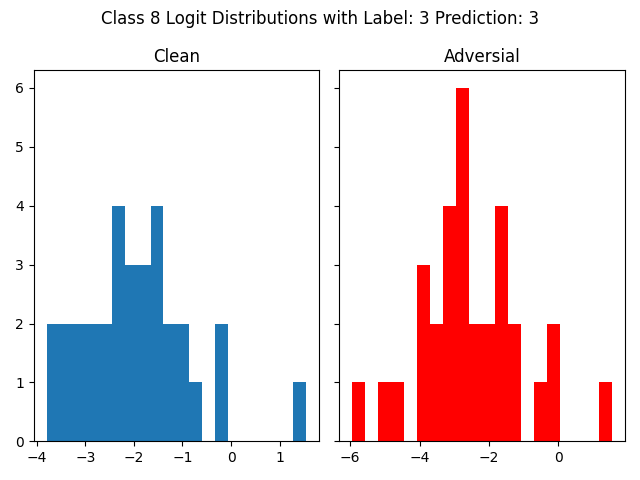 Class 8 Logit Distributions with Label: 3 Prediction: 3
Clean
Adversial
6
5
4
3
2
1
0
−4 −3 −2 −1 0 1
−6 −4 −2 0